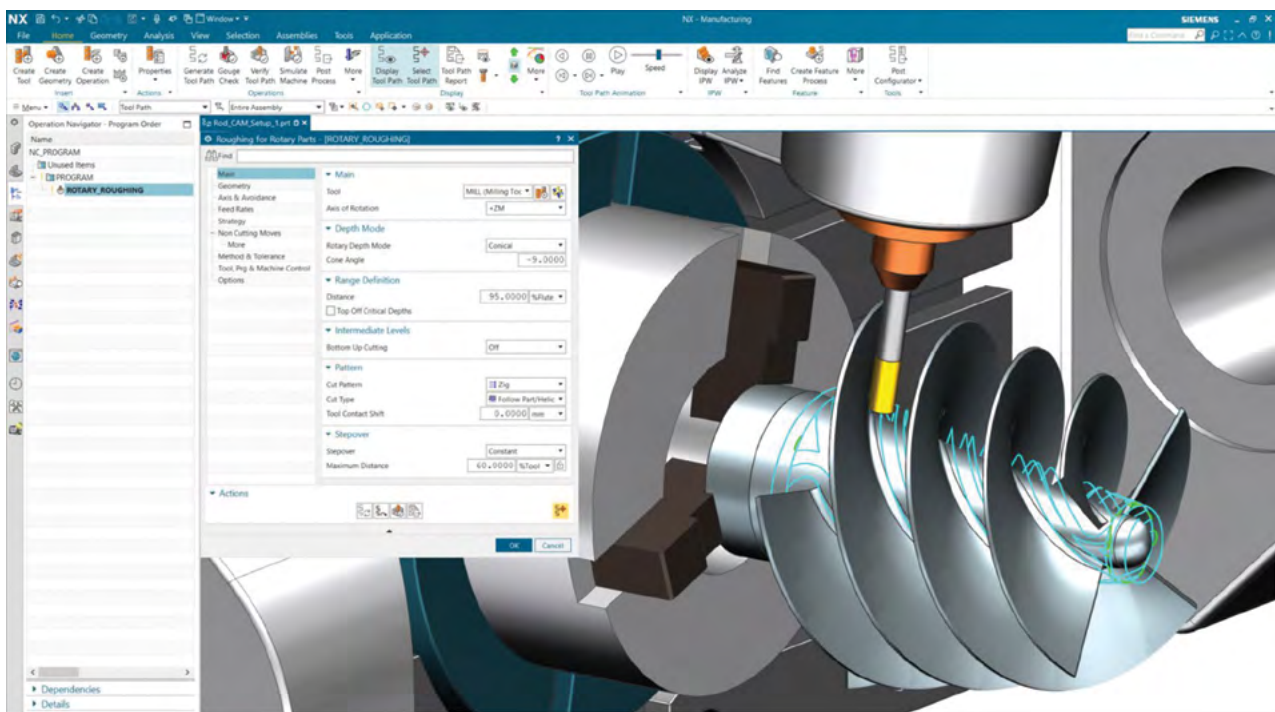 NX
Window
NX - Manufacturing
SIEMENS
File Home Geometry Analysis View Selection Assemblies Tools Application
Find a Command
Create Tool
Create Geometry
Create Operation
Properties
Generate Tool Path
Gouge Check
Verify Tool Path
Simulate Machine
Post Process
More
Display Tool Path
Select Tool Path
Tool Path Report
More
Play
Speed
Display IPW
Analyze IPW
Find Features
Create Feature Process
More
Post Configurator
Insert
Actions
Operations
Display
Tool Path Animation
IPW
Feature
Tools
Menu
Tool Path
Entire Assembly
Operation Navigator - Program Order
Rod_CAM_Setup_1.prt
Name
NC_PROGRAM
Unused Items
PROGRAM
ROTARY_ROUGHING
Roughing for Rotary Parts - [ROTARY_ROUGHING]
Find
Main
Geometry
Axis & Avoidance
Feed Rates
Strategy
Non Cutting Moves
More
Method & Tolerance
Tool, Prg & Machine Control
Options
Main
Tool MILL (Milling Toc
Axis of Rotation +ZM
Depth Mode
Rotary Depth Mode Conical
Cone Angle -9.0000
Range Definition
Distance 95.0000 %Flute
Top Off Critical Depths
Intermediate Levels
Bottom Up Cutting Off
Pattern
Cut Pattern Zig
Cut Type Follow Part/Helic
Tool Contact Shift 0.0000 mm
Stepover
Stepover Constant
Maximum Distance 60.0000 %Tool
Actions
OK Cancel
Dependencies
Details